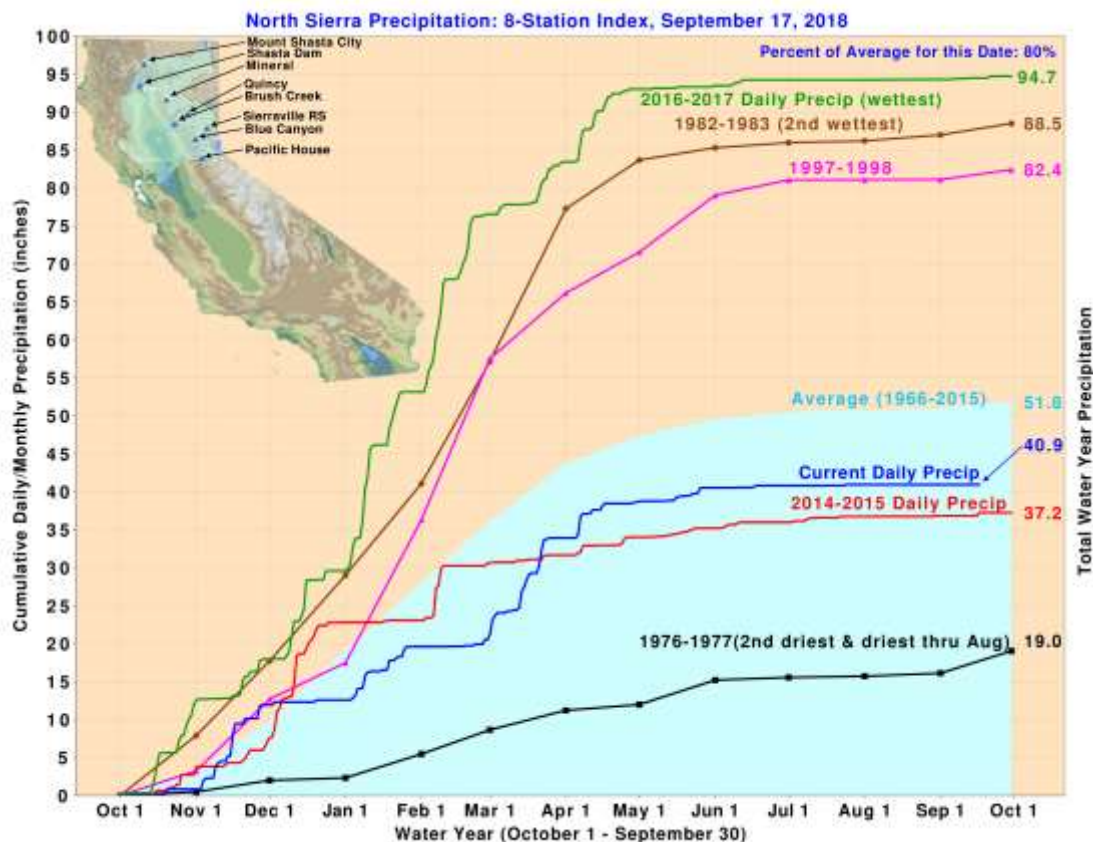 North Sierra Precipitation: 8-Station Index, September 17, 2018
Percent of Average for this Date: 80%
Mount Shasta City
Shasta Dam
Mineral
Quincy
Brush Creek
Sierraville RS
Blue Canyon
Pacific House
2016-2017 Daily Precip (wettest)
94.7
1982-1983 (2nd wettest)
88.5
1997-1998
82.4
Average (1966-2015)
51.8
Current Daily Precip
40.9
2014-2015 Daily Precip
37.2
1976-1977(2nd driest & driest thru Aug)
19.0
Cumulative Daily/Monthly Precipitation (inches)
100
95
90
85
80
75
70
65
60
55
50
45
40
35
30
25
20
15
10
5
0
Total Water Year Precipitation
Oct 1 Nov 1 Dec 1 Jan 1 Feb 1 Mar 1 Apr 1 May 1 Jun 1 Jul 1 Aug 1 Sep 1 Oct 1
Water Year (October 1 - September 30)